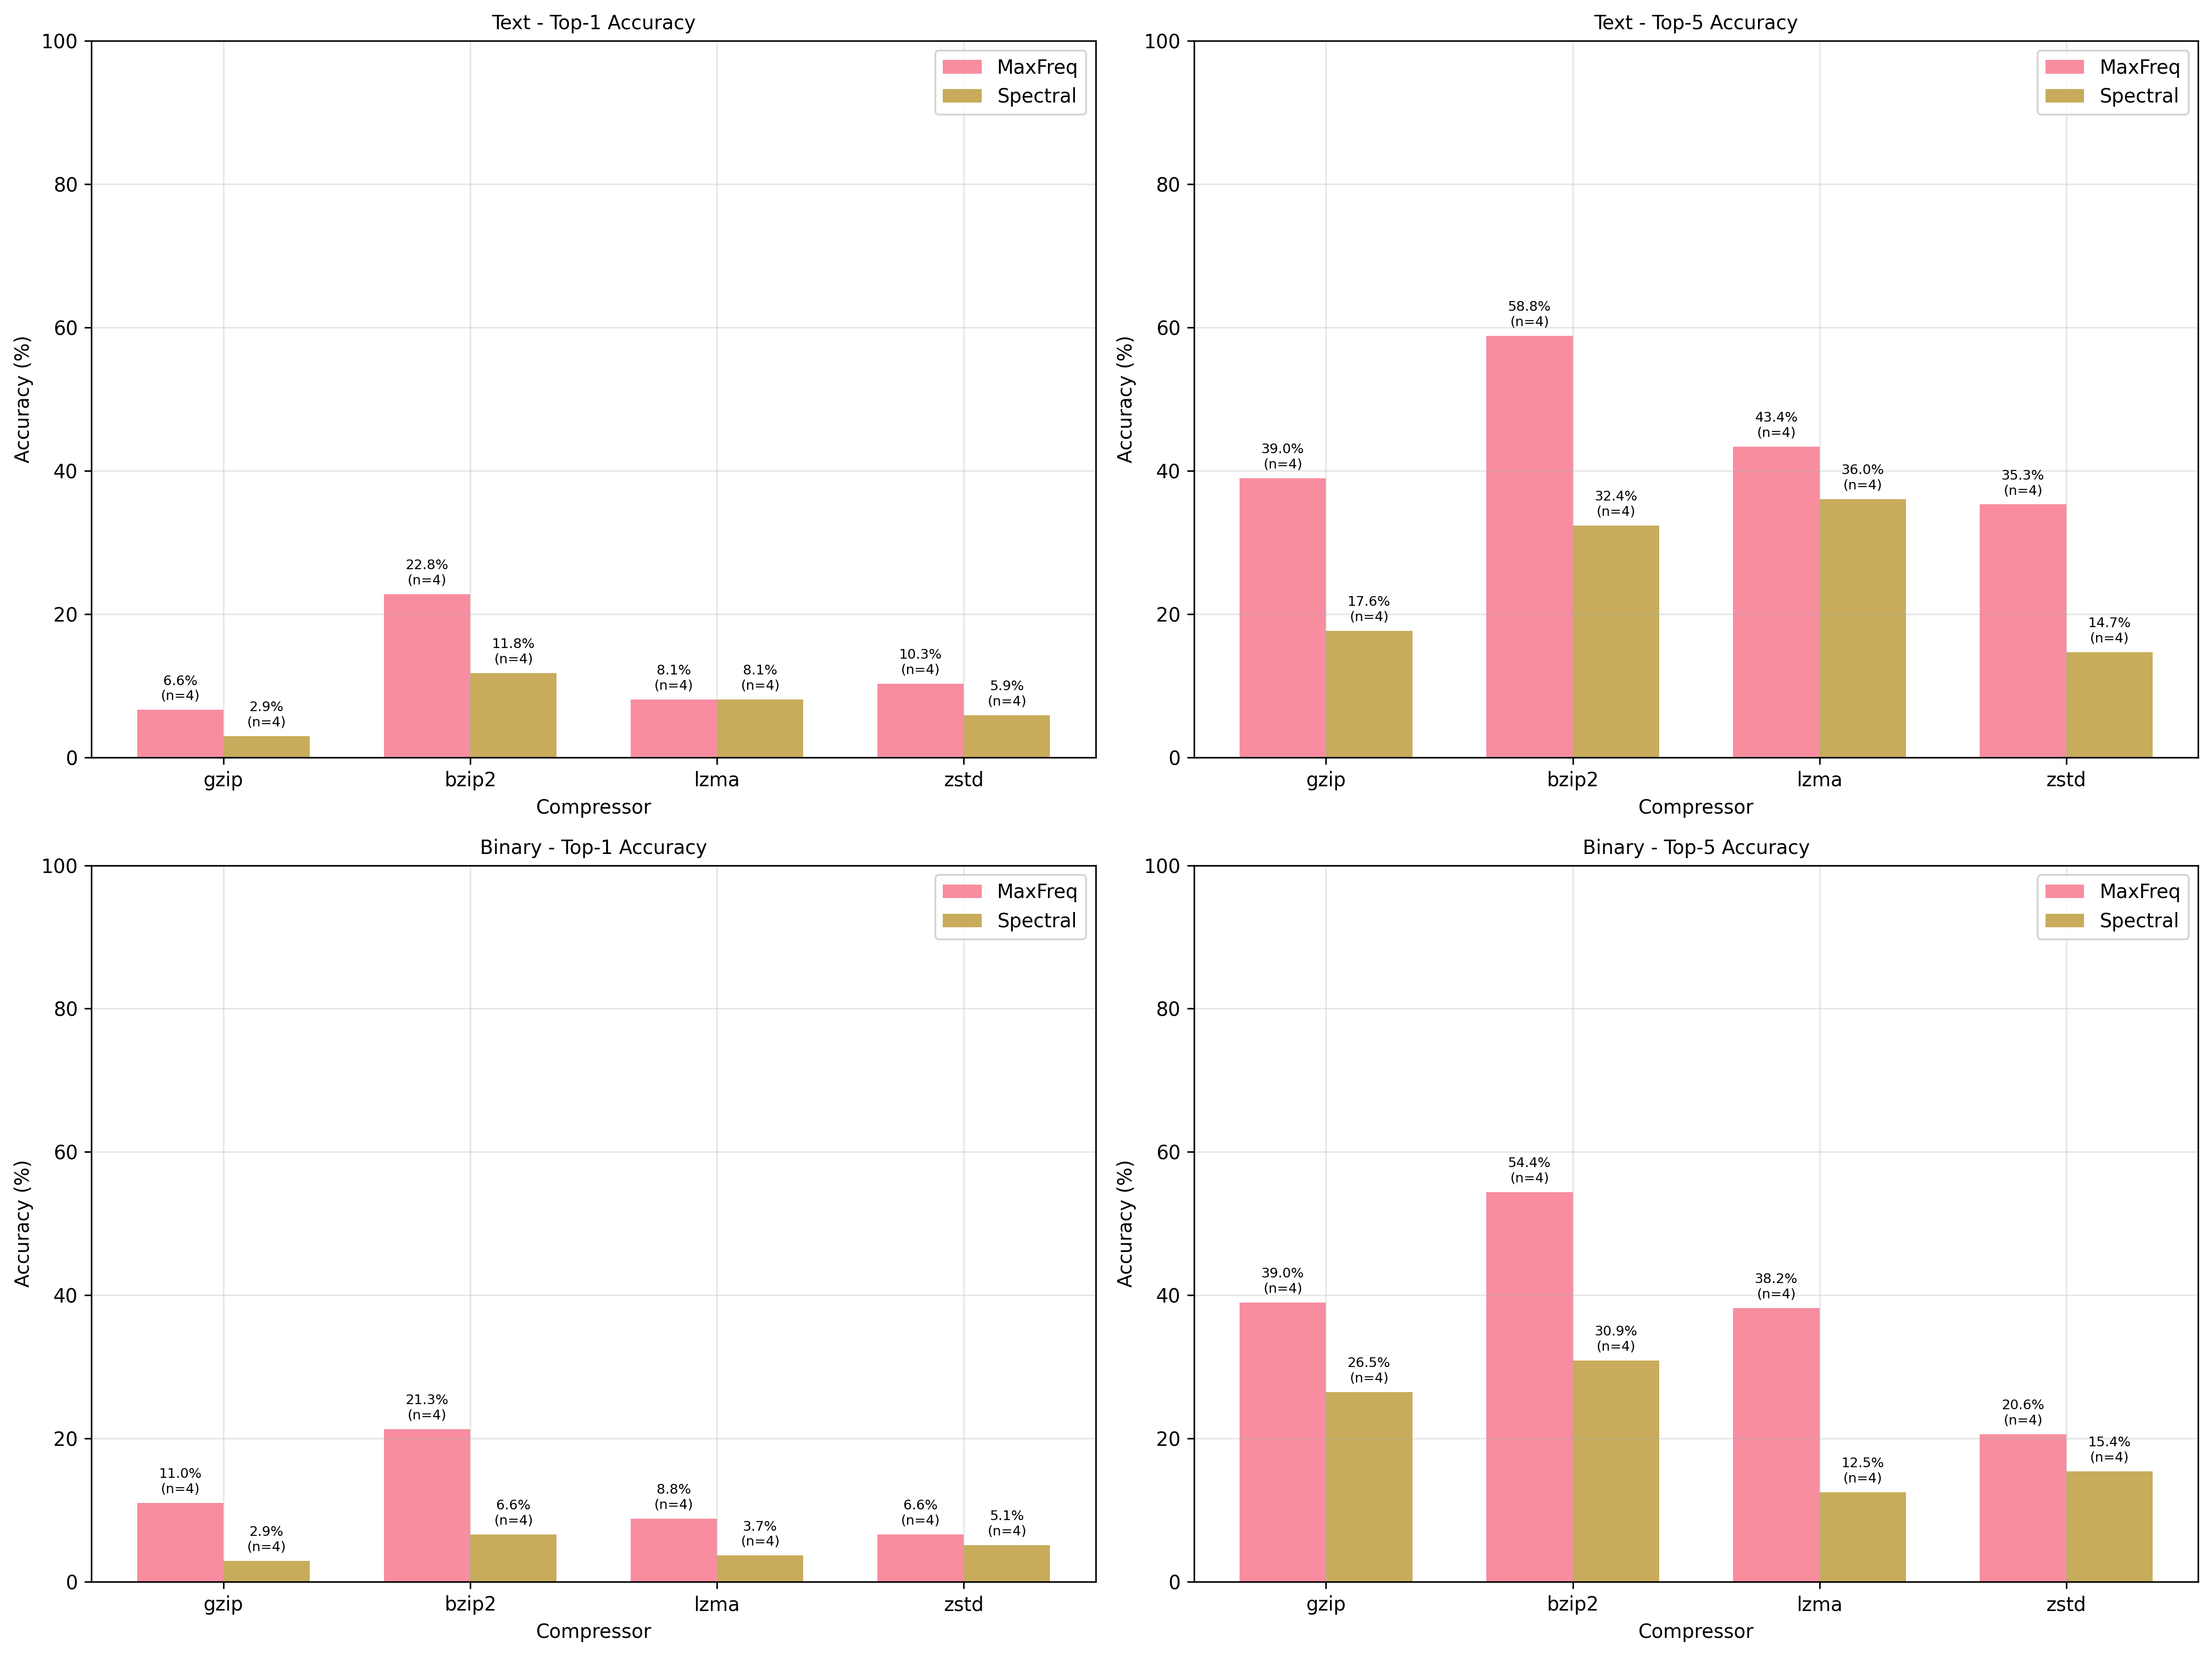 Text - Top-1 Accuracy
100
80
60
40
20
0
Accuracy (%)
MaxFreq
Spectral
6.6%
(n=4)
2.9%
(n=4)
22.8%
(n=4)
11.8%
(n=4)
8.1%
(n=4)
8.1%
(n=4)
10.3%
(n=4)
5.9%
(n=4)
gzip
bzip2
lzma
zstd
Compressor
Text - Top-5 Accuracy
100
80
60
40
20
0
Accuracy (%)
MaxFreq
Spectral
39.0%
(n=4)
17.6%
(n=4)
58.8%
(n=4)
32.4%
(n=4)
43.4%
(n=4)
36.0%
(n=4)
35.3%
(n=4)
14.7%
(n=4)
gzip
bzip2
lzma
zstd
Compressor
Binary - Top-1 Accuracy
100
80
60
40
20
0
Accuracy (%)
MaxFreq
Spectral
11.0%
(n=4)
2.9%
(n=4)
21.3%
(n=4)
6.6%
(n=4)
8.8%
(n=4)
3.7%
(n=4)
6.6%
(n=4)
5.1%
(n=4)
gzip
bzip2
lzma
zstd
Compressor
Binary - Top-5 Accuracy
100
80
60
40
20
0
Accuracy (%)
MaxFreq
Spectral
39.0%
(n=4)
26.5%
(n=4)
54.4%
(n=4)
30.9%
(n=4)
38.2%
(n=4)
12.5%
(n=4)
20.6%
(n=4)
15.4%
(n=4)
gzip
bzip2
lzma
zstd
Compressor